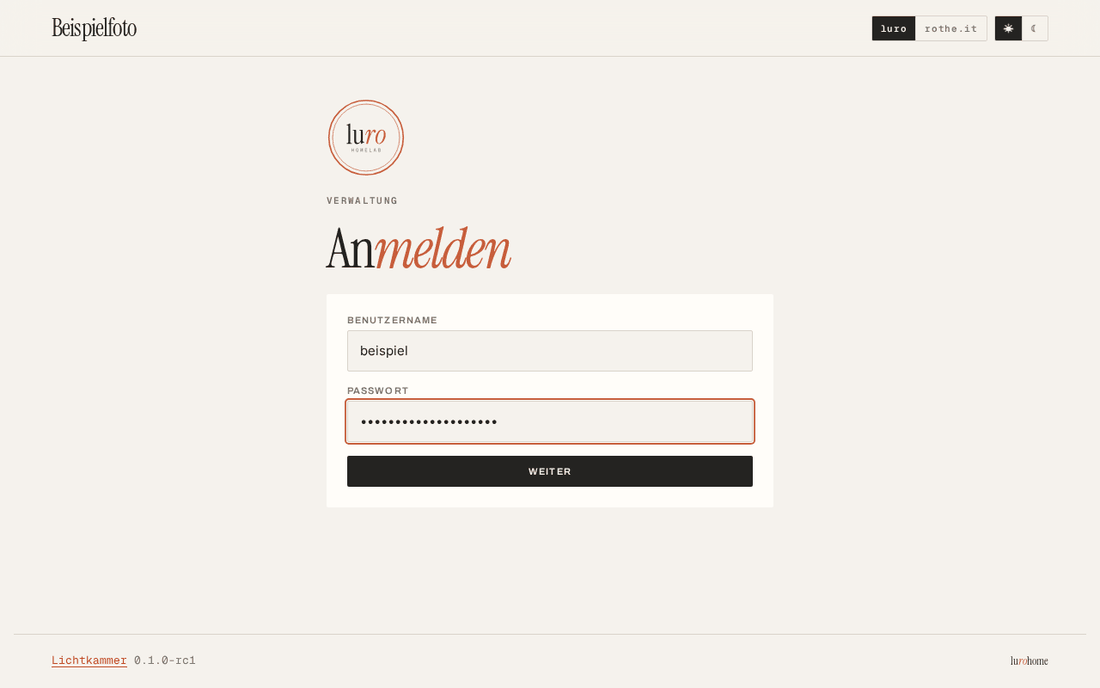 Beispielfoto
luro rothe.it
luro
HOMELAB
VERWALTUNG
Anmelden
BENUTZERNAME
beispiel
PASSWORT
••••••••••••••••••••
WEITER
Lichtkammer 0.1.0-rc1
lurohome